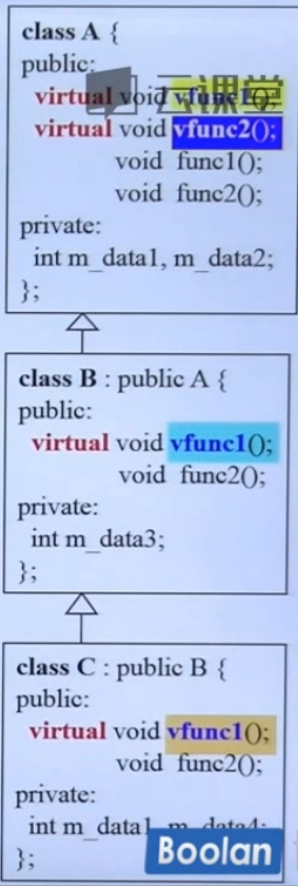 class A {
public:
云课堂
virtual void vfunc1();
virtual void vfunc2();
void func1();
void func2();
private:
int m_data1, m_data2;
};
class B : public A {
public:
virtual void vfunc1();
void func2();
private:
int m_data3;
};
class C : public B {
public:
virtual void vfunc1();
void func2();
private:
int m_data1, m_data4;
};
Boolan